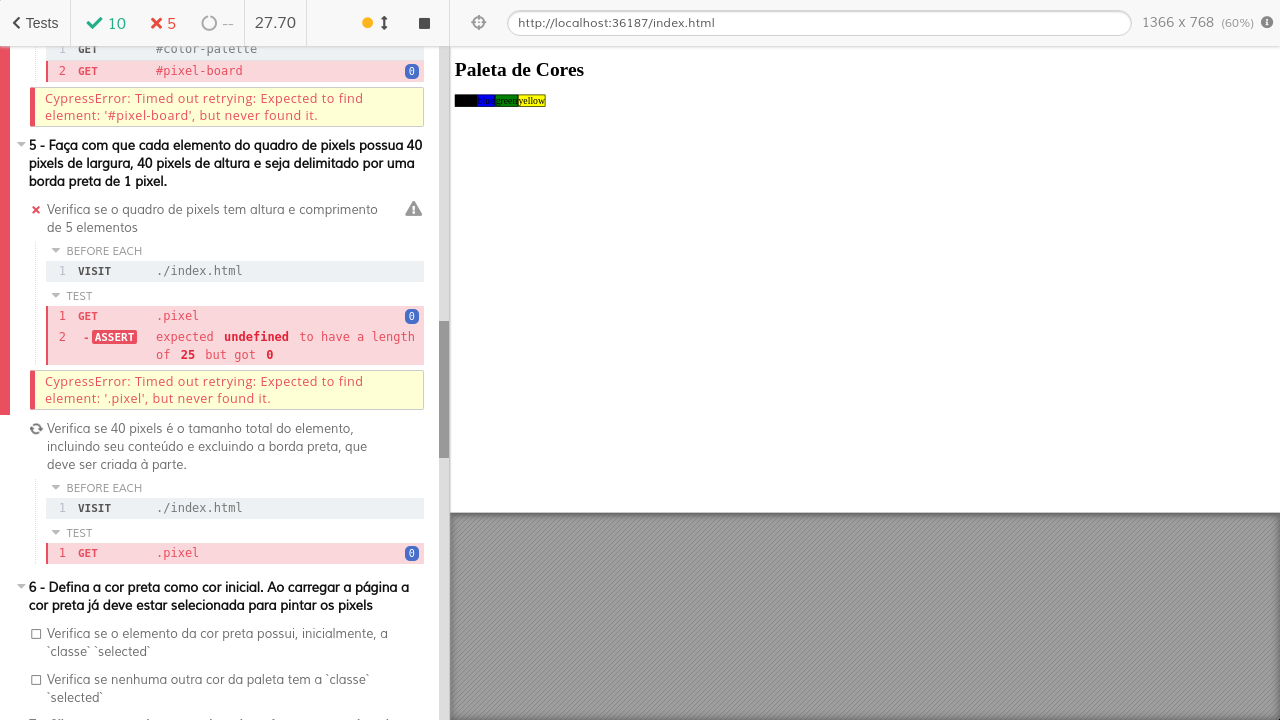 Tests 10 5 -- 27.70 http://localhost:36187/index.html 1366 x 768 (60%)
1 GET #color-palette
2 GET #pixel-board 0
CypressError: Timed out retrying: Expected to find
element: '#pixel-board', but never found it.
5 - Faça com que cada elemento do quadro de pixels possua 40
pixels de largura, 40 pixels de altura e seja delimitado por uma
borda preta de 1 pixel.
Verifica se o quadro de pixels tem altura e comprimento
de 5 elementos
BEFORE EACH
1 VISIT ./index.html
TEST
1 GET .pixel 0
2 -ASSERT expected undefined to have a length
of 25 but got 0
CypressError: Timed out retrying: Expected to find
element: '.pixel', but never found it.
Verifica se 40 pixels é o tamanho total do elemento,
incluindo seu conteúdo e excluindo a borda preta, que
deve ser criada à parte.
BEFORE EACH
1 VISIT ./index.html
TEST
1 GET .pixel 0
6 - Defina a cor preta como cor inicial. Ao carregar a página a
cor preta já deve estar selecionada para pintar os pixels
Verifica se o elemento da cor preta possui, inicialmente, a
`classe` `selected`
Verifica se nenhuma outra cor da paleta tem a `classe`
`selected`
Paleta de Cores
green yellow